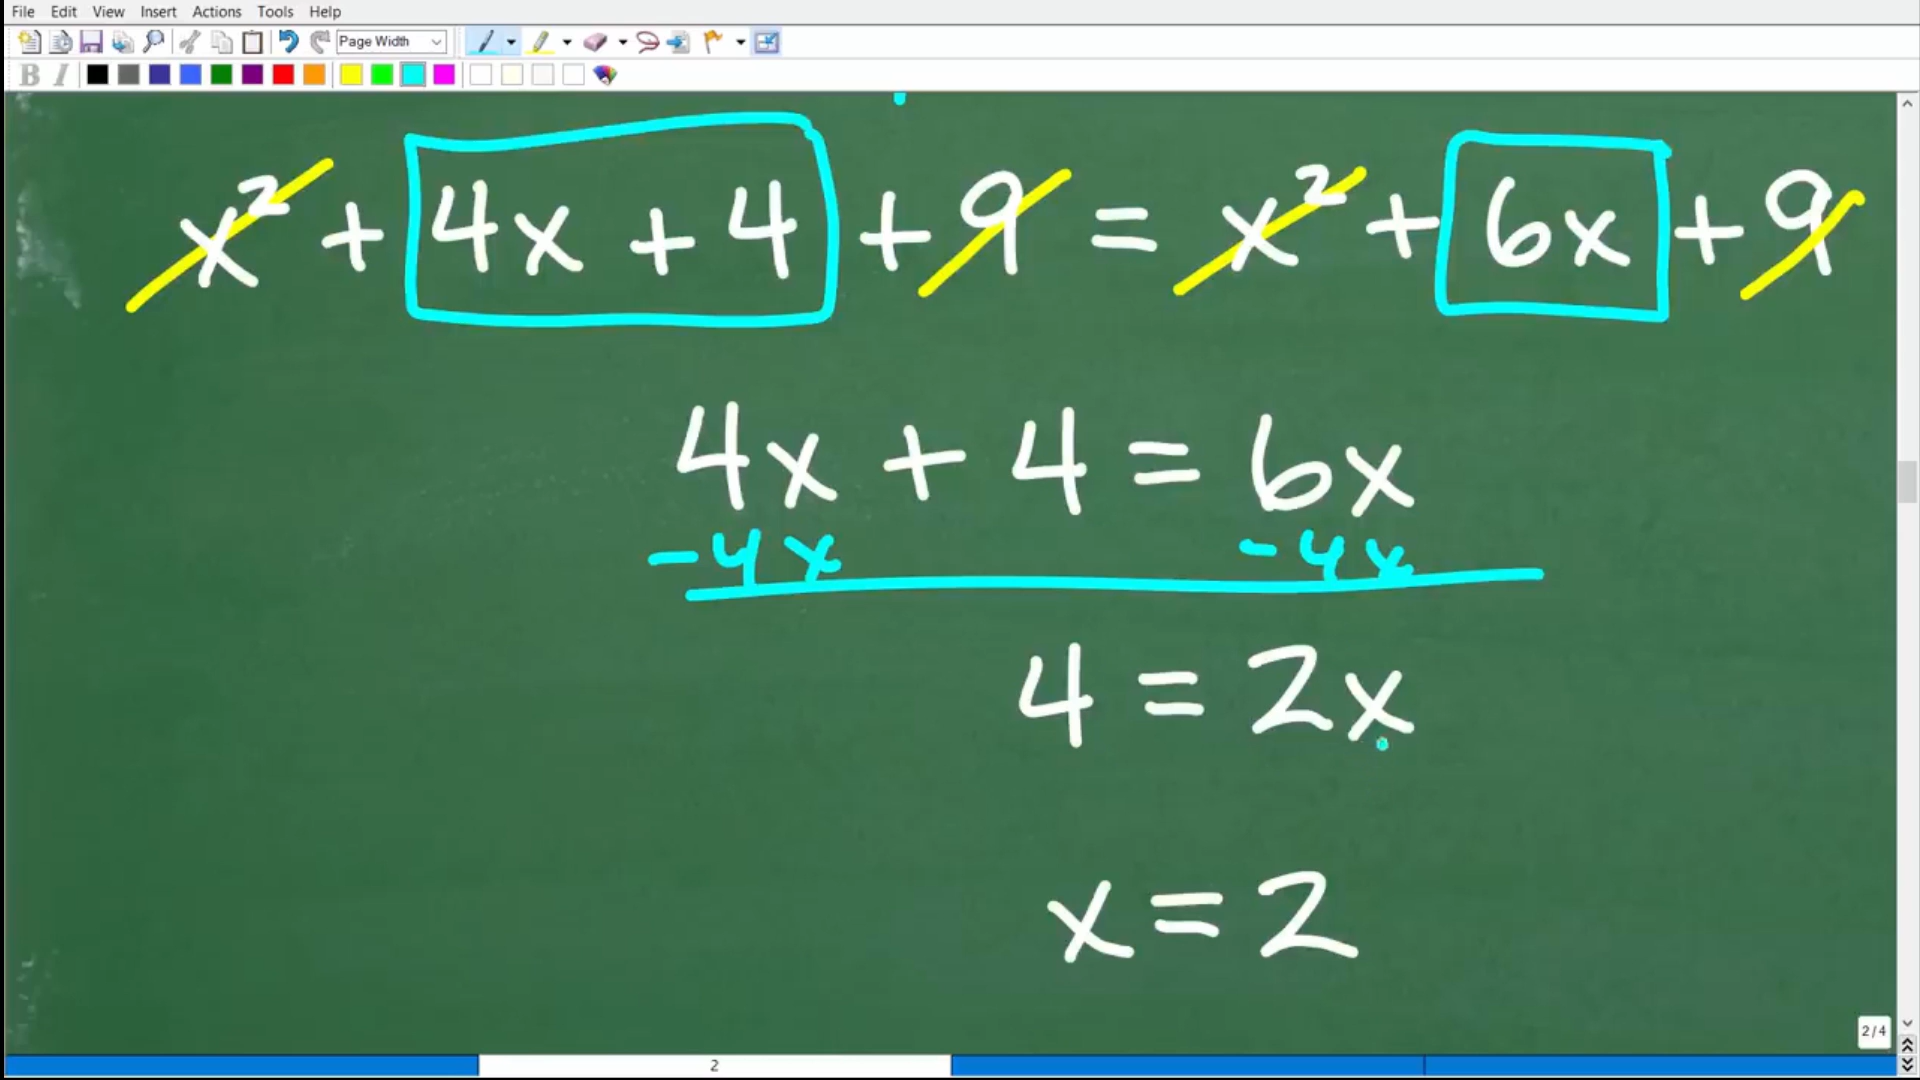 File Edit View Insert Actions Tools Help
Page Width
B I
x² + 4x + 4 + 9 = x² + 6x + 9
4x + 4 = 6x
-4x -4x
4 = 2x
x = 2
2/4
2